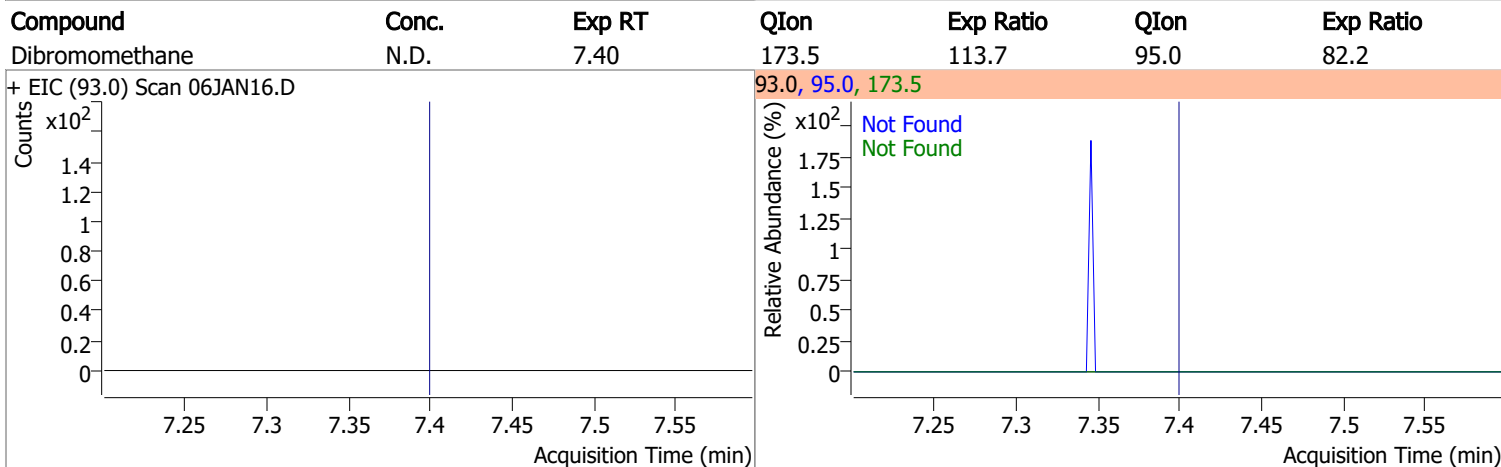 Compound Conc. Exp RT QIon Exp Ratio QIon Exp Ratio
Dibromomethane N.D. 7.40 173.5 113.7 95.0 82.2
+ EIC (93.0) Scan 06JAN16.D
Counts
x10²
1.4
1.2
1
0.8
0.6
0.4
0.2
0
7.25 7.3 7.35 7.4 7.45 7.5 7.55
Acquisition Time (min)
93.0, 95.0, 173.5
Relative Abundance (%)
x10²
Not Found
Not Found
1.75
1.5
1.25
1
0.75
0.5
0.25
0
7.25 7.3 7.35 7.4 7.45 7.5 7.55
Acquisition Time (min)